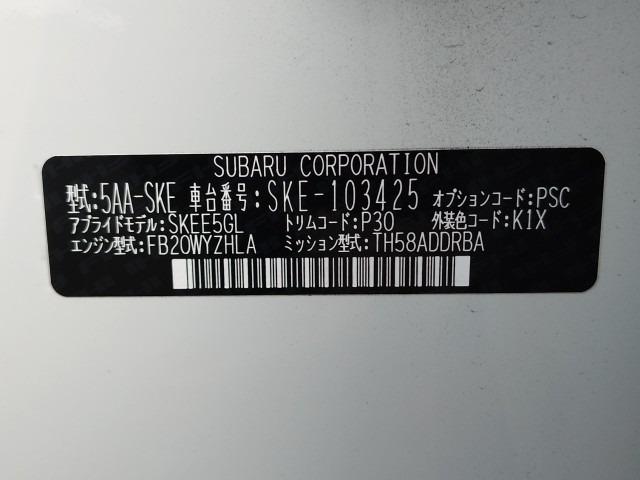 SUBARU CORPORATION
型式:5AA-SKE 車台番号:SKE-103425 オプションコード:PSC
アプライドモデル:SKEE5GL トリムコード:P30 外装色コード:K1X
エンジン型式:FB20WYZHLA ミッション型式:TH58ADDRBA